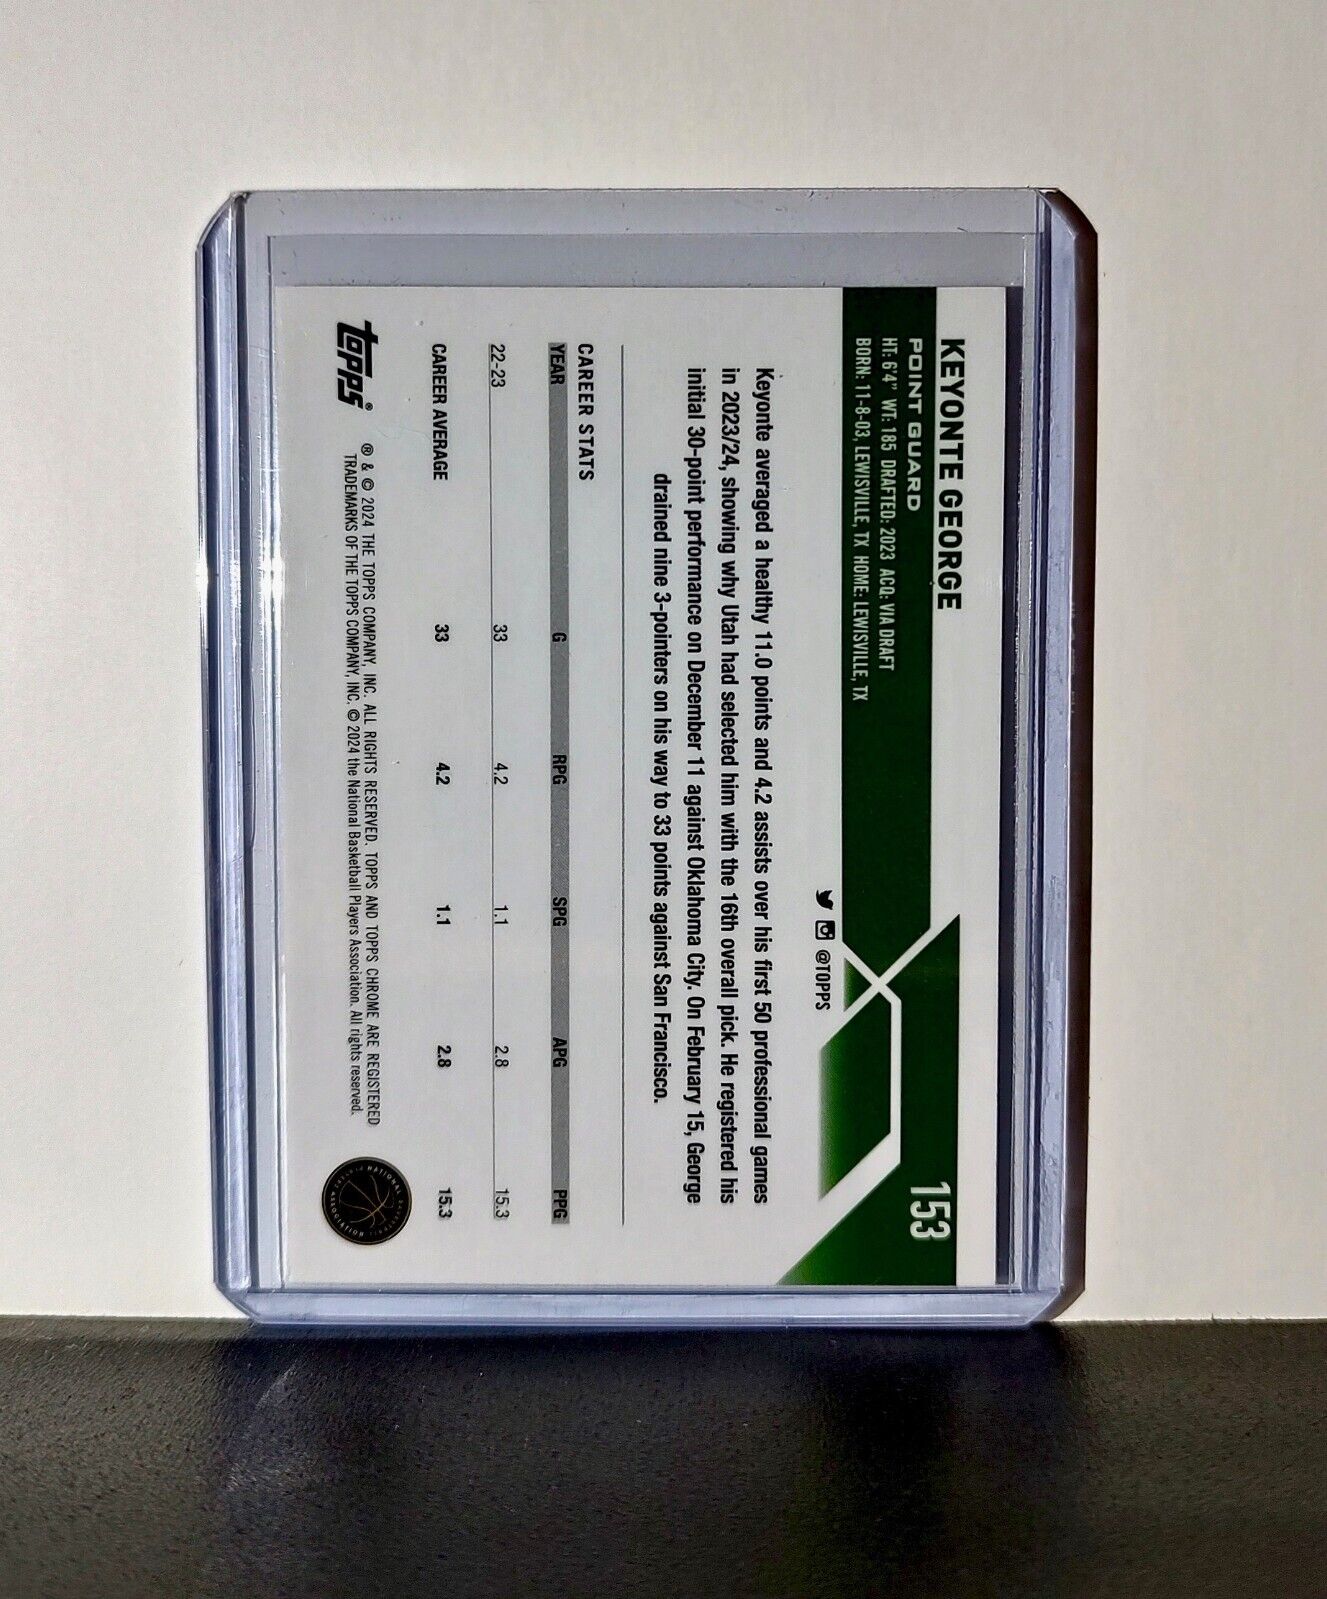 KEYONTE GEORGE
153
POINT GUARD
HT: 6'4" WT: 185 DRAFTED: 2023 ACQ: VIA DRAFT
BORN: 11-8-03, LEWISVILLE, TX HOME: LEWISVILLE, TX
@TOPPS
Keyonte averaged a healthy 11.0 points and 4.2 assists over his first 50 professional games
in 2023/24, showing why Utah had selected him with the 16th overall pick. He registered his
initial 30-point performance on December 11 against Oklahoma City. On February 15, George
drained nine 3-pointers on his way to 33 points against San Francisco.
CAREER STATS
YEAR G RPG SPG APG PPG
22-23 33 4.2 1.1 2.8 15.3
CAREER AVERAGE 33 4.2 1.1 2.8 15.3
topps®
® & © 2024 THE TOPPS COMPANY, INC. ALL RIGHTS RESERVED. TOPPS AND TOPPS CHROME ARE REGISTERED
TRADEMARKS OF THE TOPPS COMPANY, INC. © 2024 the National Basketball Players Association. All rights reserved.
NATIONAL BASKETBALL PLAYERS ASSOCIATION